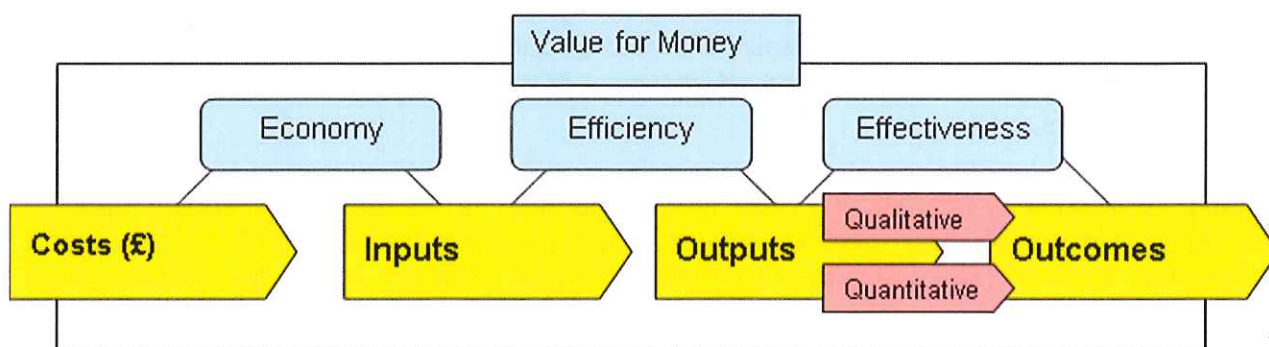 Value for Money
Economy
Efficiency
Effectiveness
Costs (£)
Inputs
Outputs
Qualitative
Quantitative
Outcomes